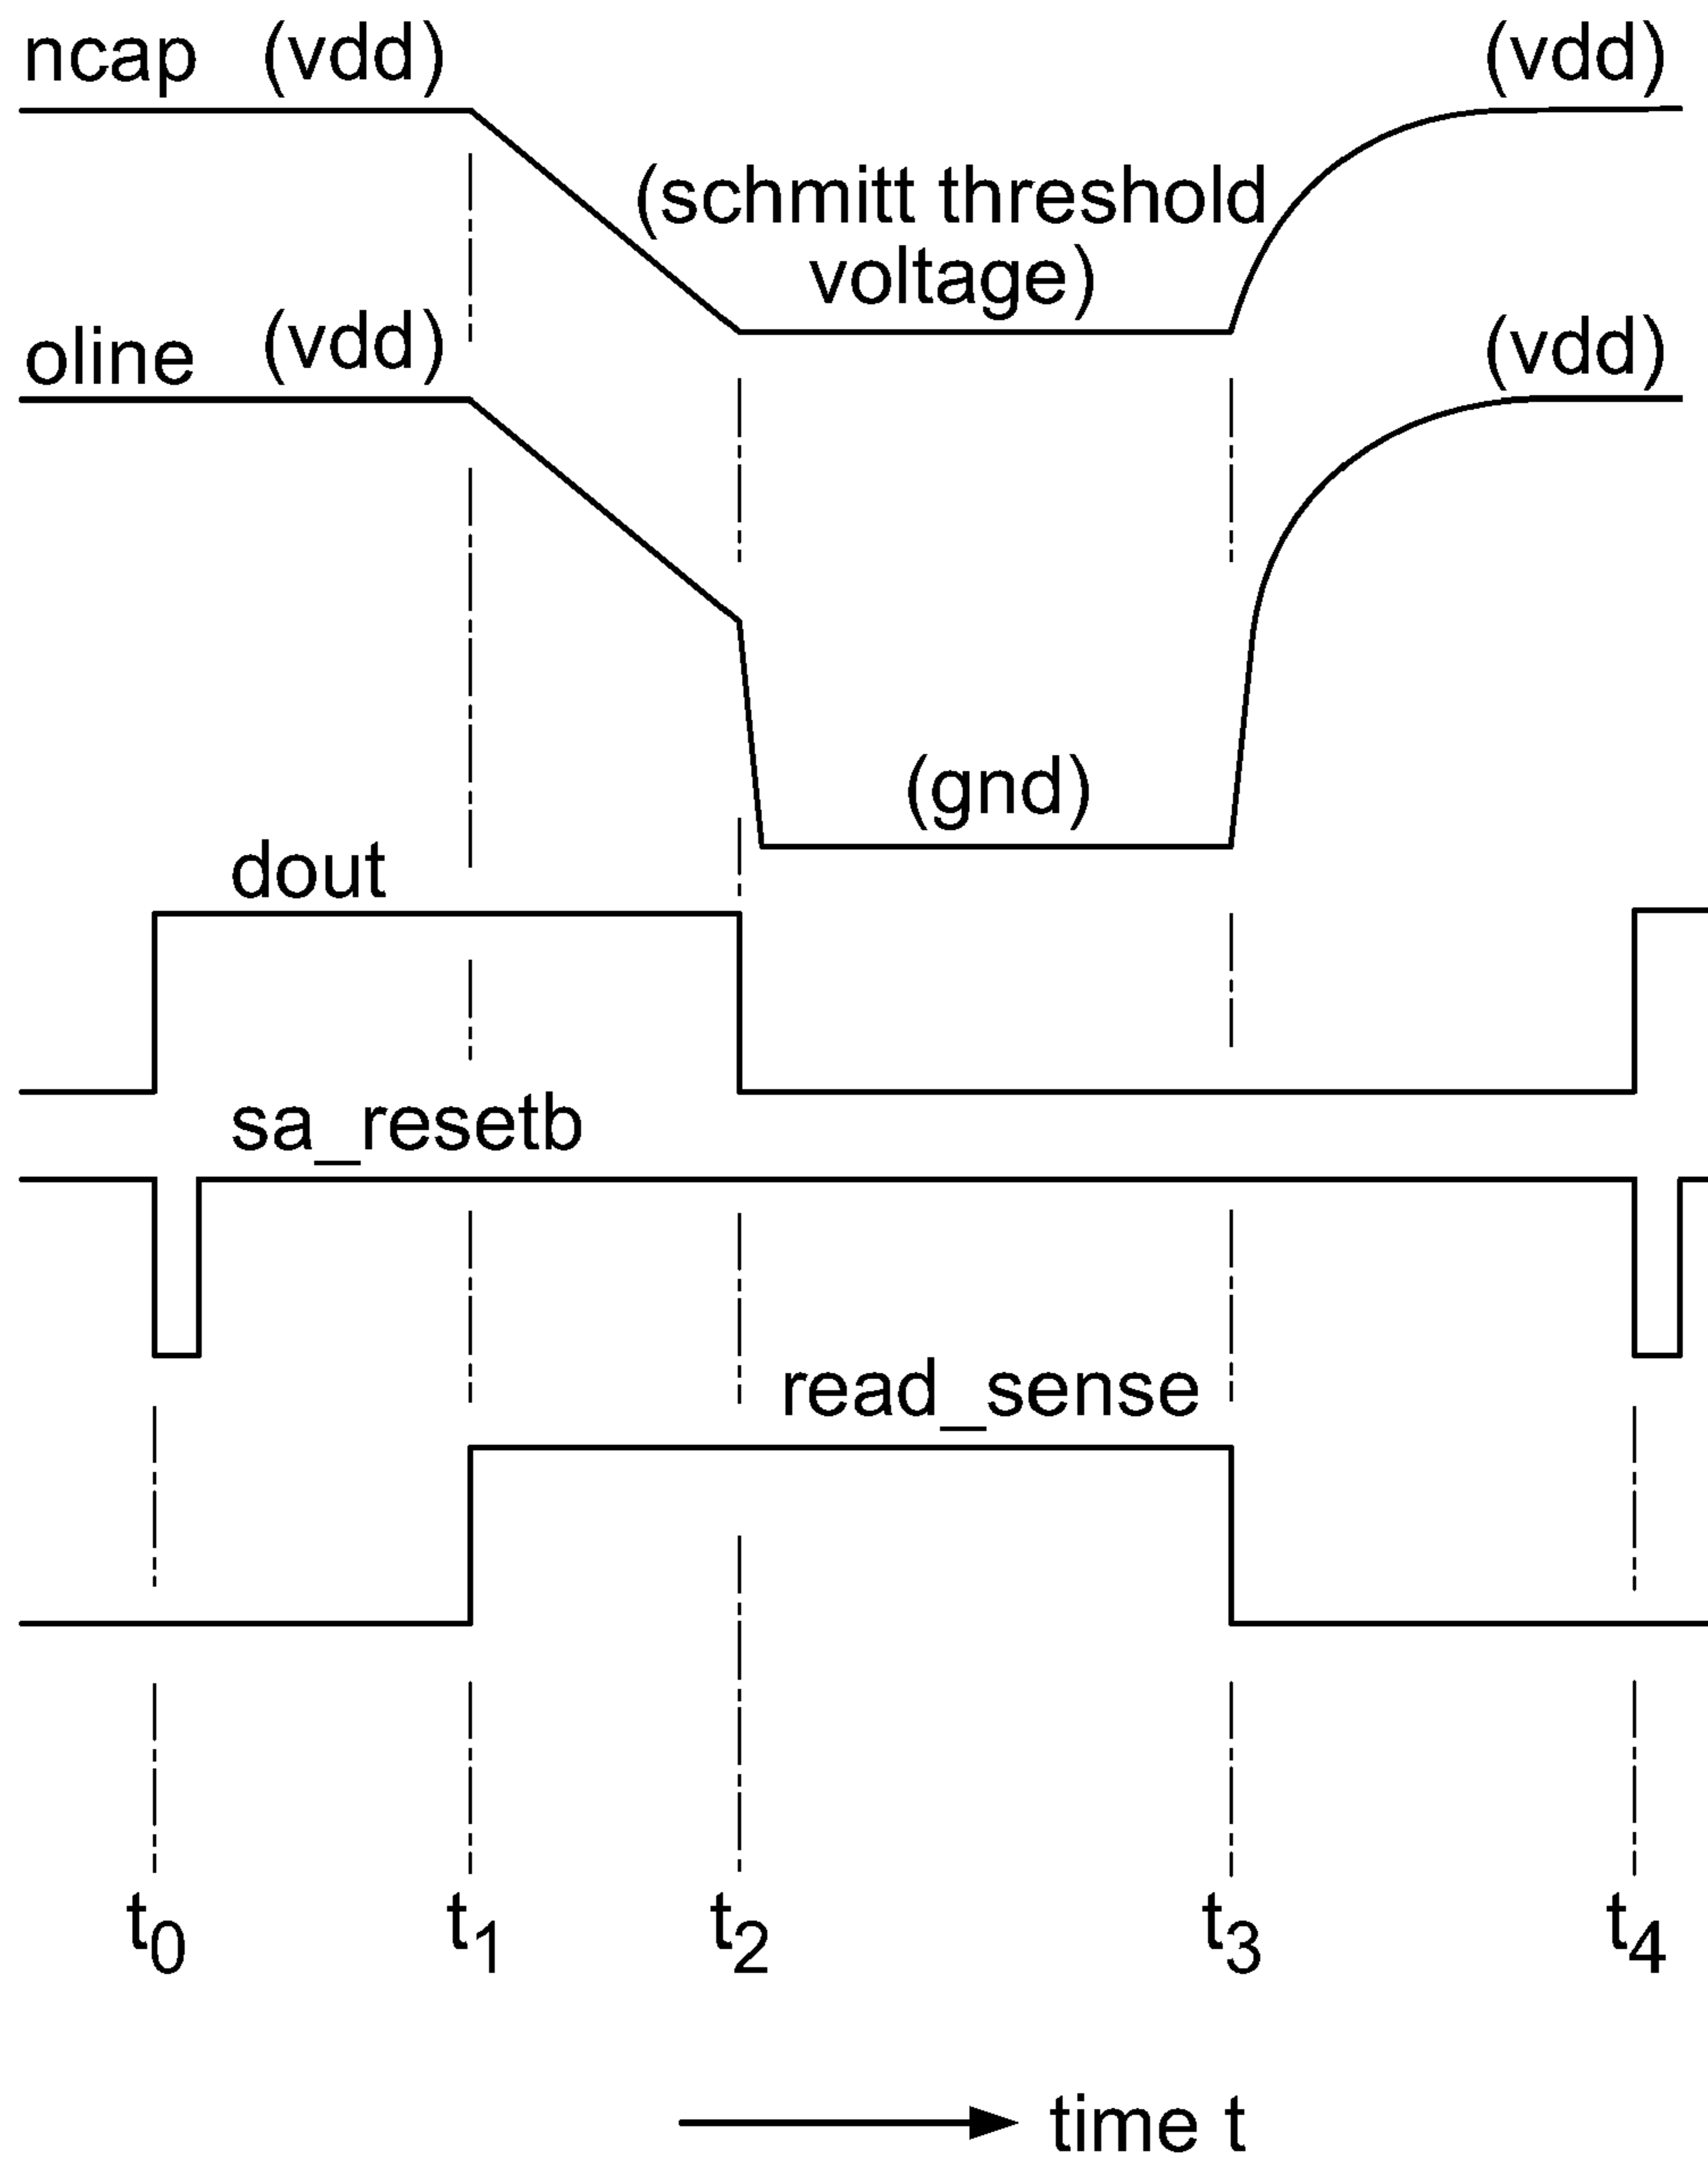 ncap (vdd) (vdd)
(schmitt threshold
voltage)
oline (vdd) (vdd)
(gnd)
dout
sa_resetb
read_sense
t0 t1 t2 t3 t4
time t